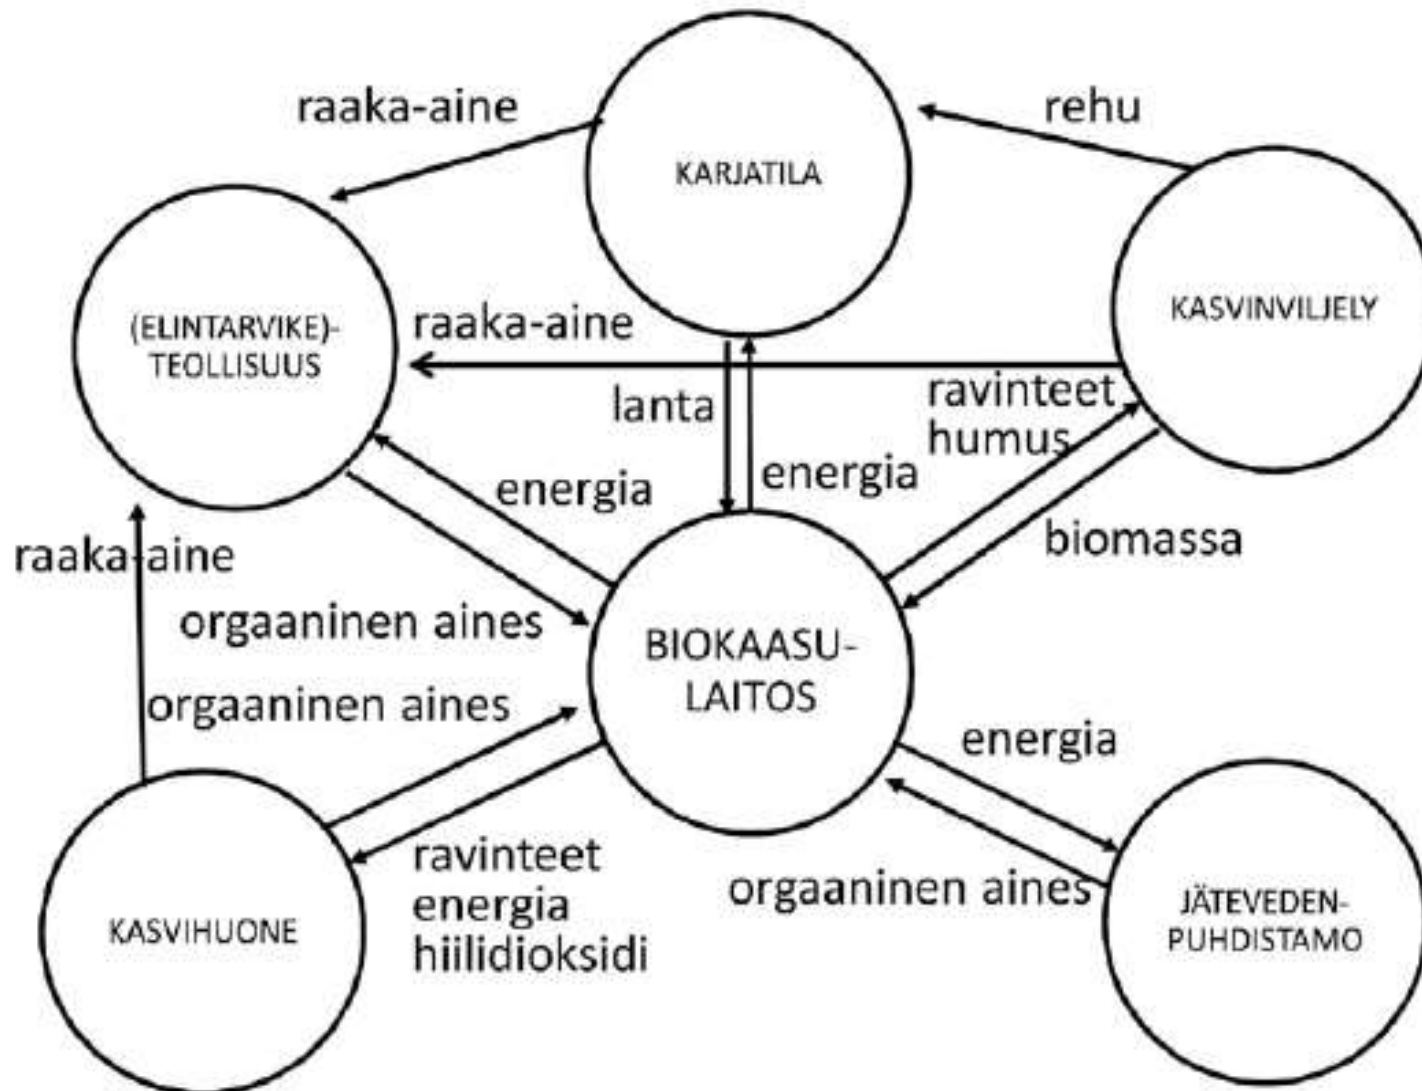 raaka-aine
rehu
KARJATILA
KASVINVILJELY
(ELINTARVIKE)-
TEOLLISUUS
raaka-aine
lanta
ravinteet
humus
energia
energia
raaka-aine
biomassa
orgaaninen aines
BIOKAASU-
LAITOS
orgaaninen aines
energia
ravinteet
energia
hiilidioksidi
orgaaninen aines
KASVIHUONE
JÄTEVEDEN-
PUHDISTAMO